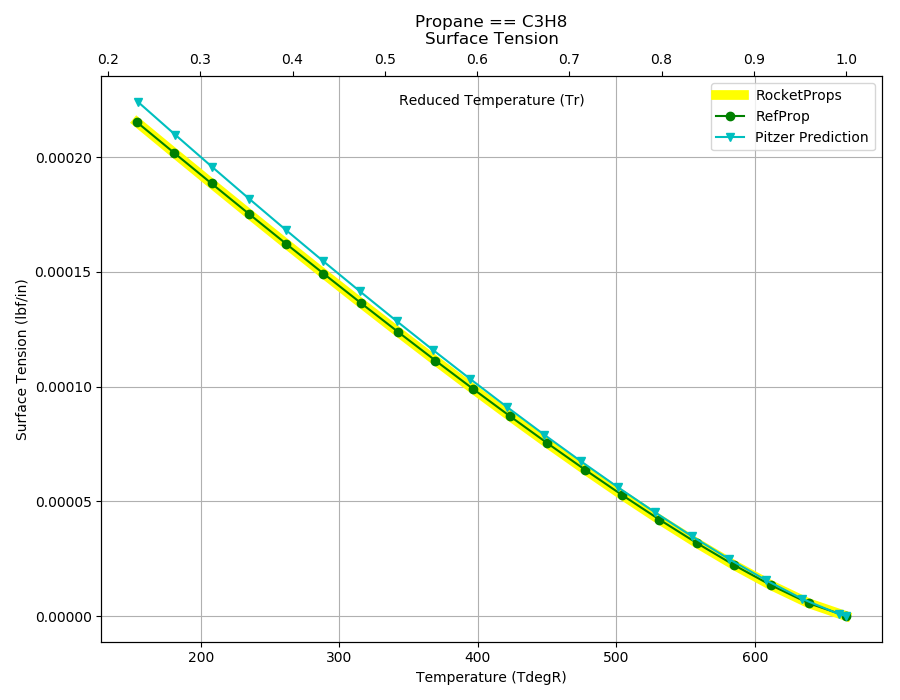 Propane == C3H8
Surface Tension
0.2 0.3 0.4 0.5 0.6 0.7 0.8 0.9 1.0
Reduced Temperature (Tr)
RocketProps
RefProp
Pitzer Prediction
0.00020
0.00015
0.00010
0.00005
0.00000
Surface Tension (lbf/in)
200 300 400 500 600
Temperature (TdegR)